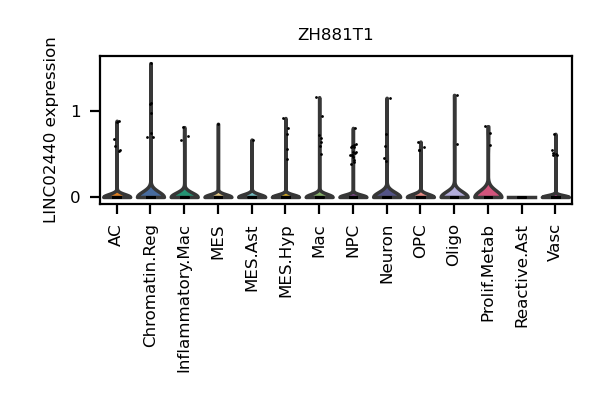 ZH881T1
LINC02440 expression
1
0
AC
Chromatin.Reg
Inflammatory.Mac
MES
MES.Ast
MES.Hyp
Mac
NPC
Neuron
OPC
Oligo
Prolif.Metab
Reactive.Ast
Vasc